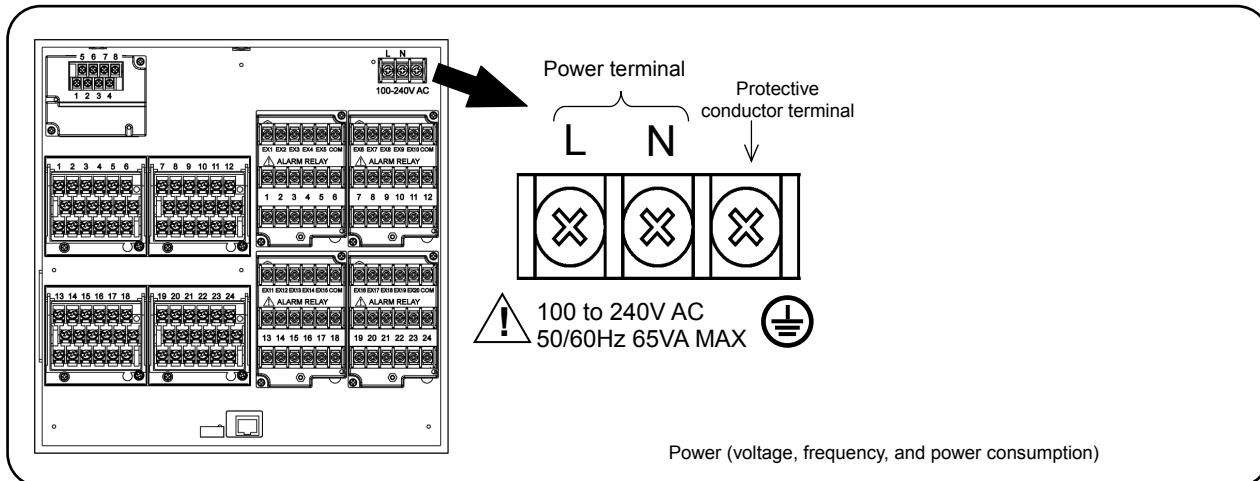 5 6 7 8
1 2 3 4
L N
100-240V AC
1 2 3 4 5 6
7 8 9 10 11 12
EX1 EX2 EX3 EX4 EX5 COM
ALARM RELAY
1 2 3 4 5 6
EX6 EX7 EX8 EX9 EX10 COM
ALARM RELAY
7 8 9 10 11 12
13 14 15 16 17 18
19 20 21 22 23 24
EX11 EX12 EX13 EX14 EX15 COM
ALARM RELAY
13 14 15 16 17 18
EX16 EX17 EX18 EX19 EX20 COM
ALARM RELAY
19 20 21 22 23 24
Power terminal
L N
Protective
conductor terminal
100 to 240V AC
50/60Hz 65VA MAX
Power (voltage, frequency, and power consumption)